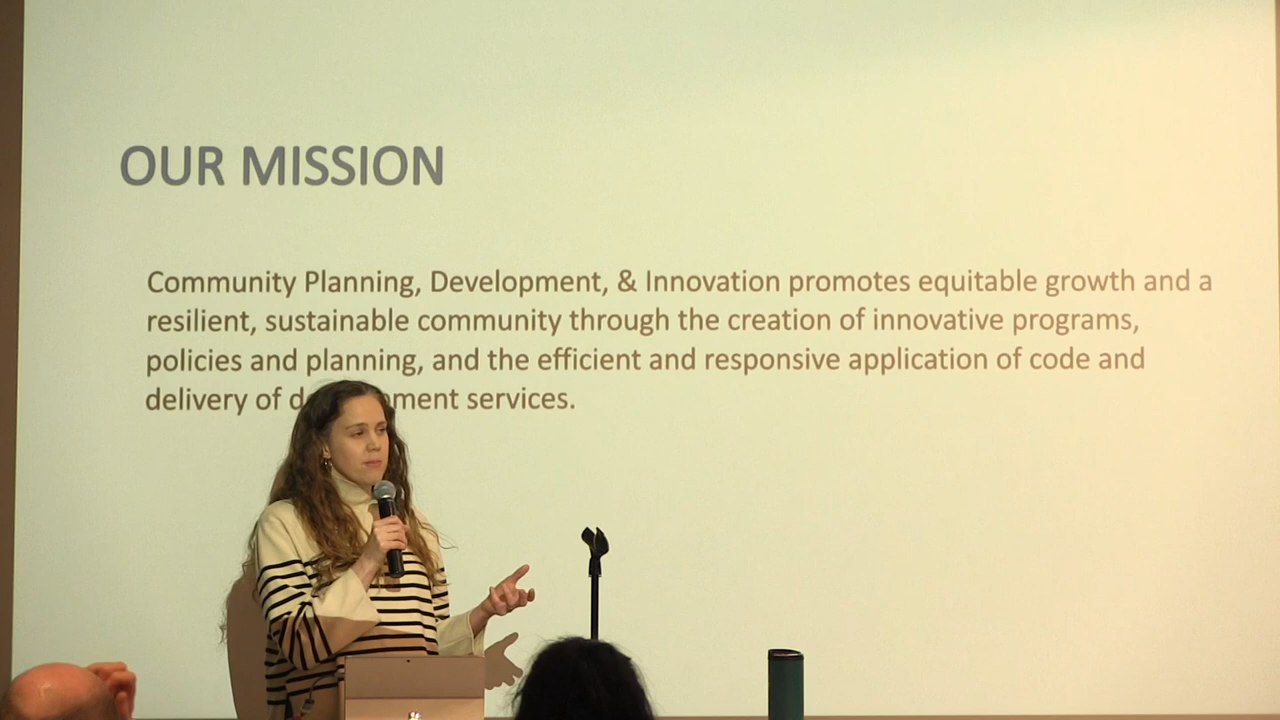 OUR MISSION
Community Planning, Development, & Innovation promotes equitable growth and a
resilient, sustainable community through the creation of innovative programs,
policies and planning, and the efficient and responsive application of code and
delivery of services.